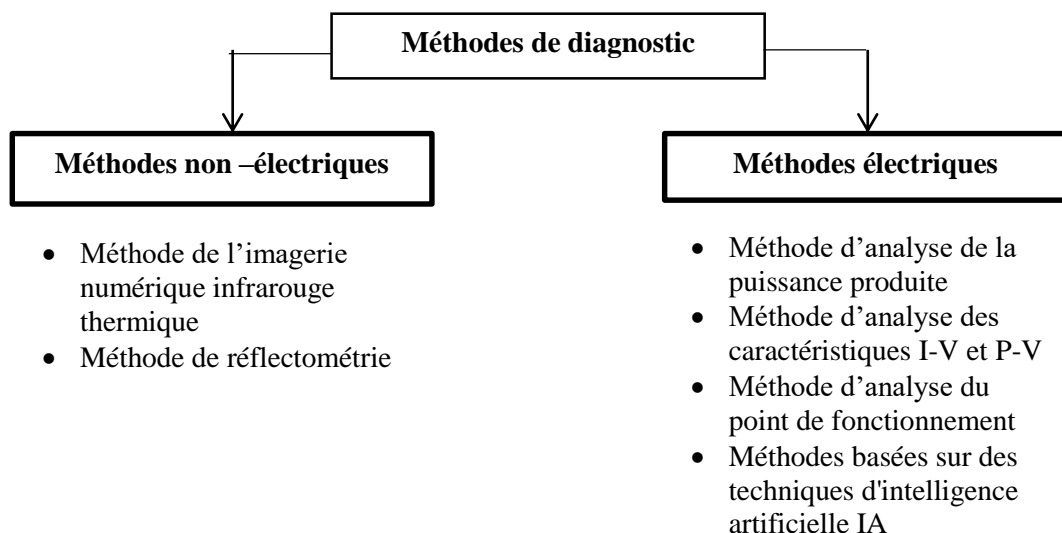 Méthodes de diagnostic
Méthodes non –électriques
• Méthode de l’imagerie
numérique infrarouge
thermique
• Méthode de réflectométrie
Méthodes électriques
• Méthode d’analyse de la
puissance produite
• Méthode d’analyse des
caractéristiques I-V et P-V
• Méthode d’analyse du
point de fonctionnement
• Méthodes basées sur des
techniques d'intelligence
artificielle IA